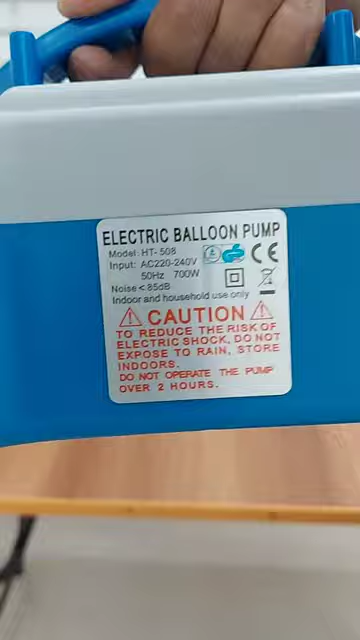 ELECTRIC BALLOON PUMP
Model: HT-508
Input: AC220-240V
50Hz 700W
Noise<85dB
Indoor and household use only
CE
CAUTION
TO REDUCE THE RISK OF
ELECTRIC SHOCK, DO NOT
EXPOSE TO RAIN, STORE
INDOORS.
DO NOT OPERATE THE PUMP
OVER 2 HOURS.